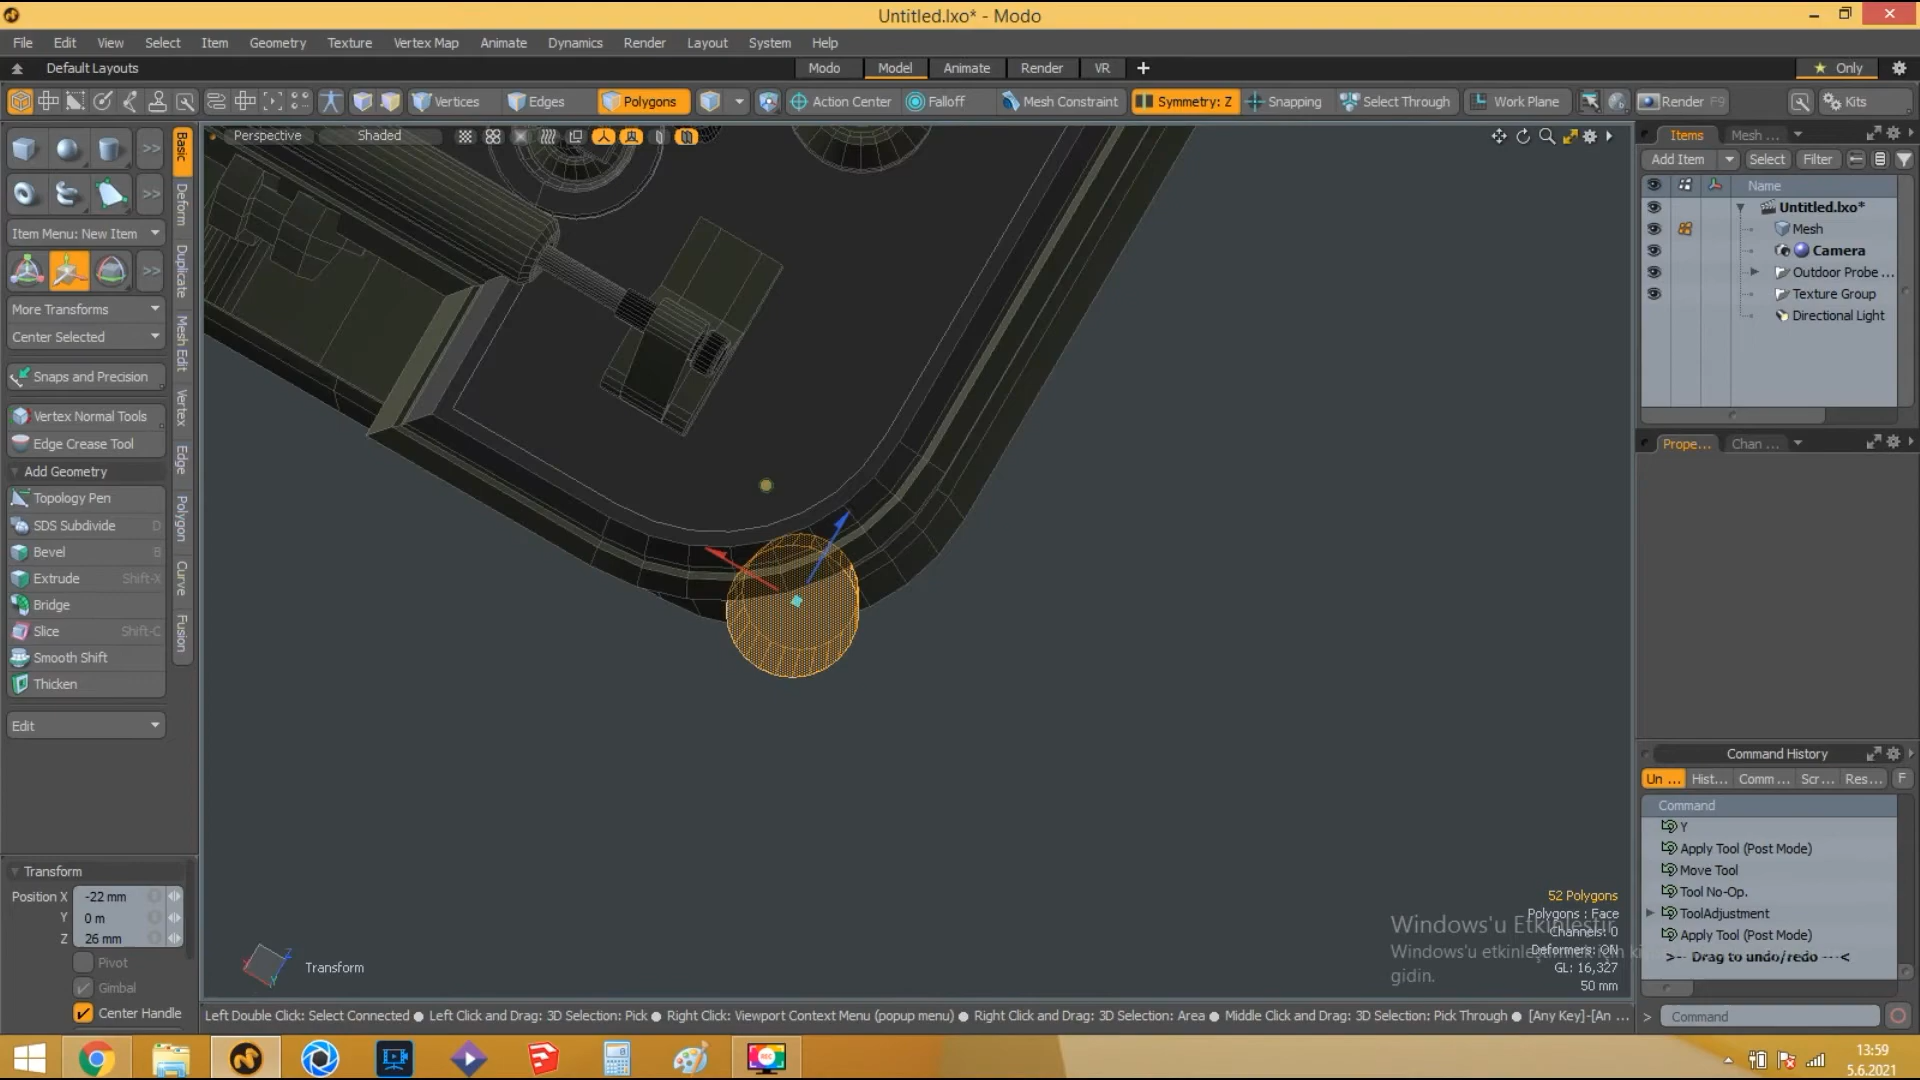 Untitled.lxo* - Modo
File Edit View Select Item Geometry Texture Vertex Map Animate Dynamics Render Layout System Help
Default Layouts
Modo Model Animate Render VR
Only
Vertices Edges Polygons Action Center Falloff Mesh Constraint Symmetry: Z Snapping Select Through Work Plane Render F9 Kits
Perspective Shaded
Basic
Deform
Duplicate
Mesh Edit
Vertex
Edge
Polygon
Curve
Fusion
Item Menu: New Item
More Transforms
Center Selected
Snaps and Precision
Vertex Normal Tools
Edge Crease Tool
Add Geometry
Topology Pen
SDS Subdivide D
Bevel B
Extrude Shift-X
Bridge
Slice Shift-C
Smooth Shift
Thicken
Edit
Transform
Position X -22 mm
Y 0 m
Z 26 mm
Pivot
Gimbal
Center Handle
Transform
X Y Z
52 Polygons
Polygons : Face
Channels: 0
Deformers: ON
GL: 16,327
50 mm
Windows'u Etkinleştir
Windows'u etkinleştirmek için
gidin.
Left Double Click: Select Connected ● Left Click and Drag: 3D Selection: Pick ● Right Click: Viewport Context Menu (popup menu) ● Right Click and Drag: 3D Selection: Area ● Middle Click and Drag: 3D Selection: Pick Through ● [Any Key]-[An ...
Items Mesh ...
Add Item Select Filter
Name
Untitled.lxo*
Mesh
Camera
Outdoor Probe ...
Texture Group
Directional Light
Prope... Chan ...
Command History
Un ... Hist... Comm ... Scr ... Res... F
Command
Y
Apply Tool (Post Mode)
Move Tool
Tool No-Op.
ToolAdjustment
Apply Tool (Post Mode)
>--- Drag to undo/redo ---<
Command
REC
13:59
5.6.2021